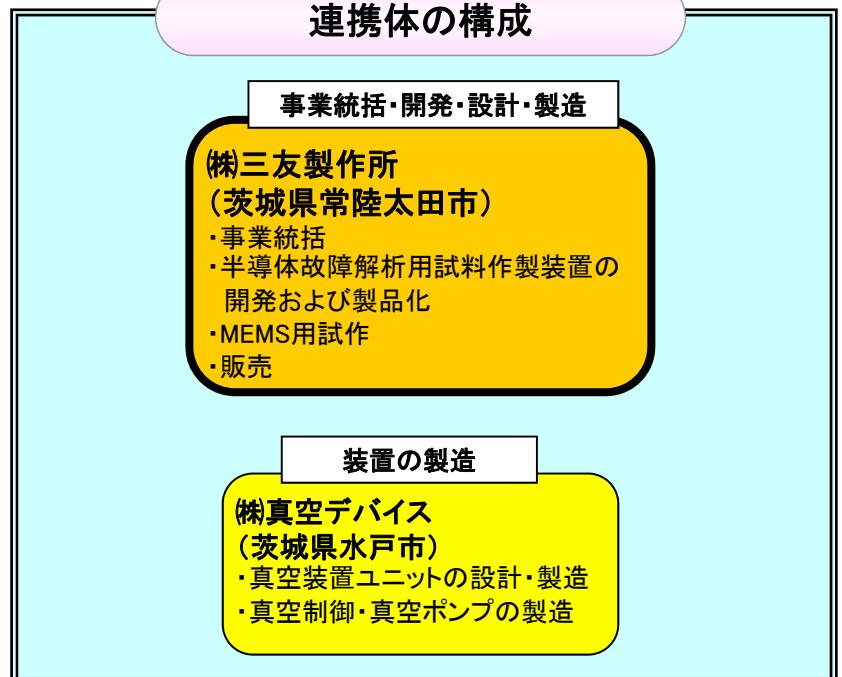 連携体の構成
事業統括・開発・設計・製造
㈱三友製作所
（茨城県常陸太田市）
・事業統括
・半導体故障解析用試料作製装置の
開発および製品化
・MEMS用試作
・販売
装置の製造
㈱真空デバイス
（茨城県水戸市）
・真空装置ユニットの設計・製造
・真空制御・真空ポンプの製造